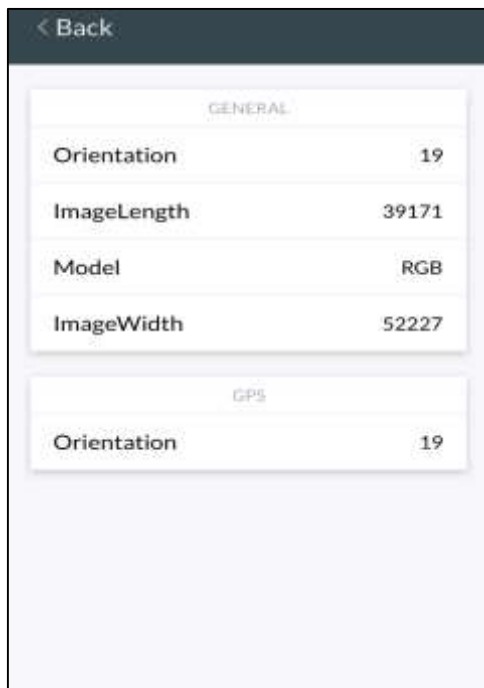 < Back
GENERAL
Orientation 19
ImageLength 39171
Model RGB
ImageWidth 52227
GPS
Orientation 19